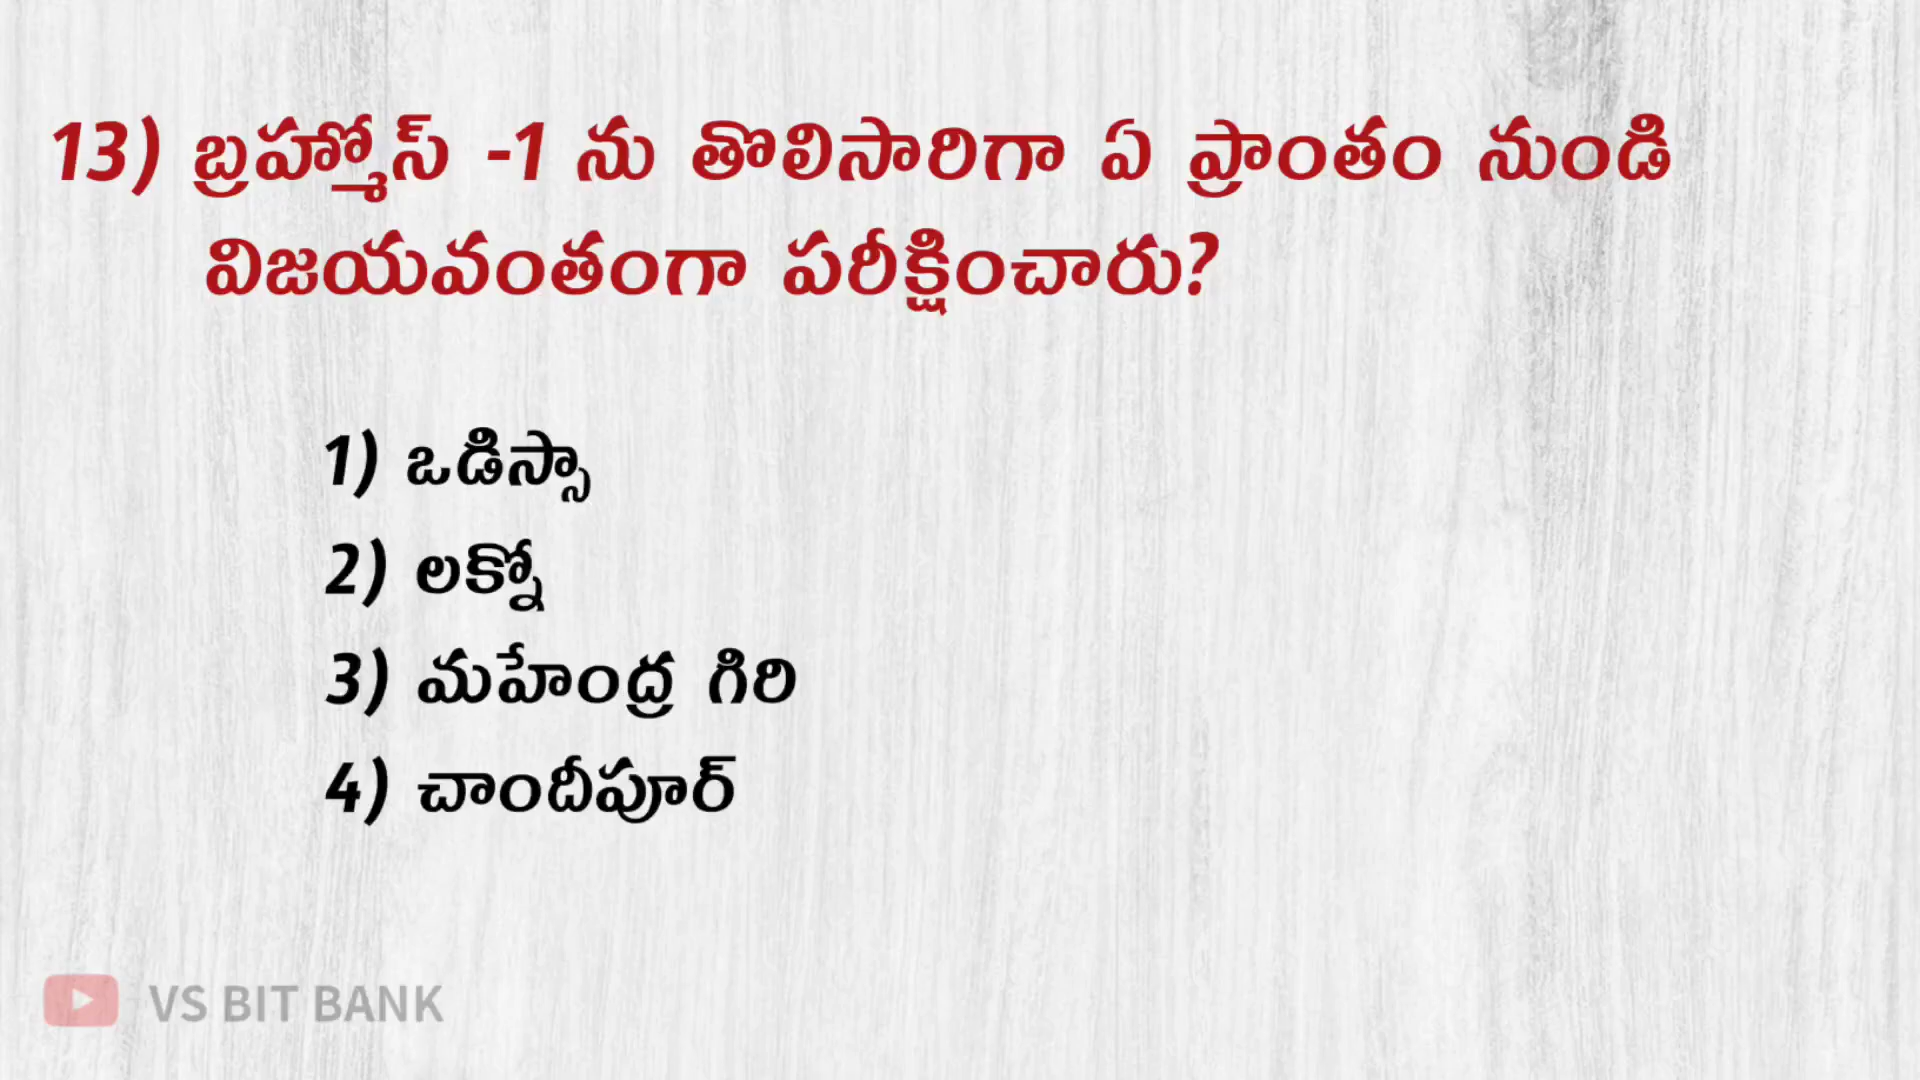 13) బ్రహ్మోస్ -1 ను తొలిసారిగా ఏ ప్రాంతం నుండి
విజయవంతంగా పరీక్షించారు?
1) ఒడిస్సా
2) లక్నో
3) మహేంద్ర గిరి
4) చాందీపూర్
VS BIT BANK